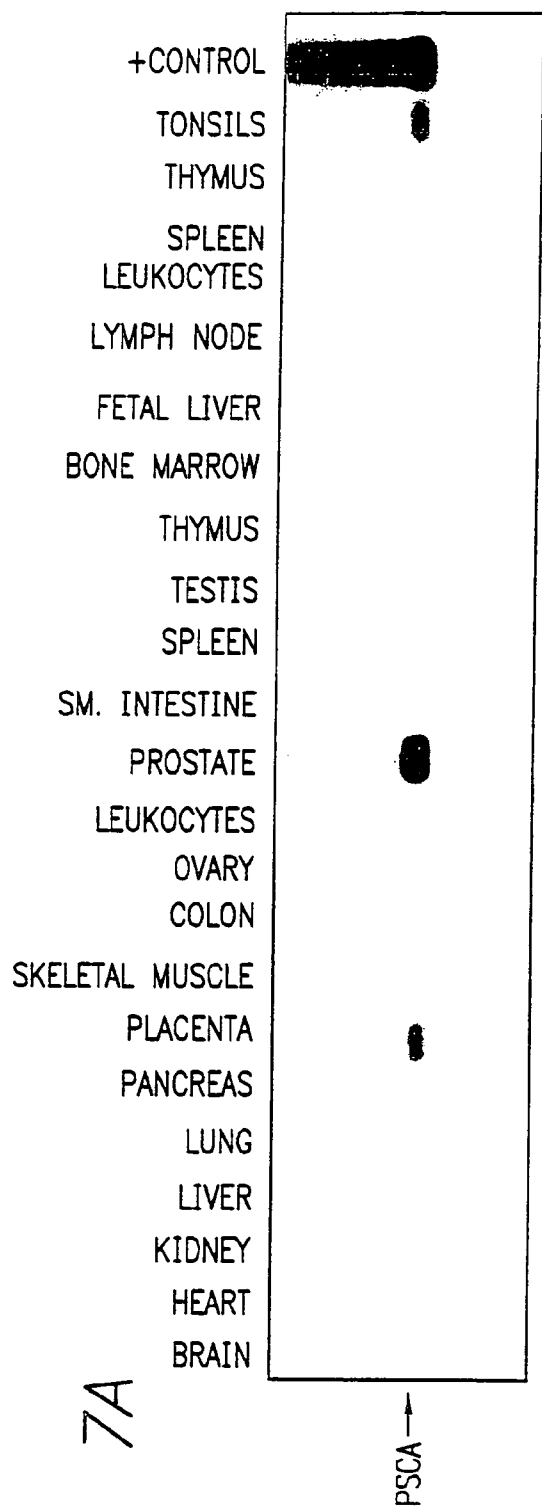 +CONTROL
TONSILS
THYMUS
SPLEEN
LEUKOCYTES
LYMPH NODE
FETAL LIVER
BONE MARROW
THYMUS
TESTIS
SPLEEN
SM. INTESTINE
PROSTATE
LEUKOCYTES
OVARY
COLON
SKELETAL MUSCLE
PLACENTA
PANCREAS
LUNG
LIVER
KIDNEY
HEART
BRAIN
7A
PSCA →